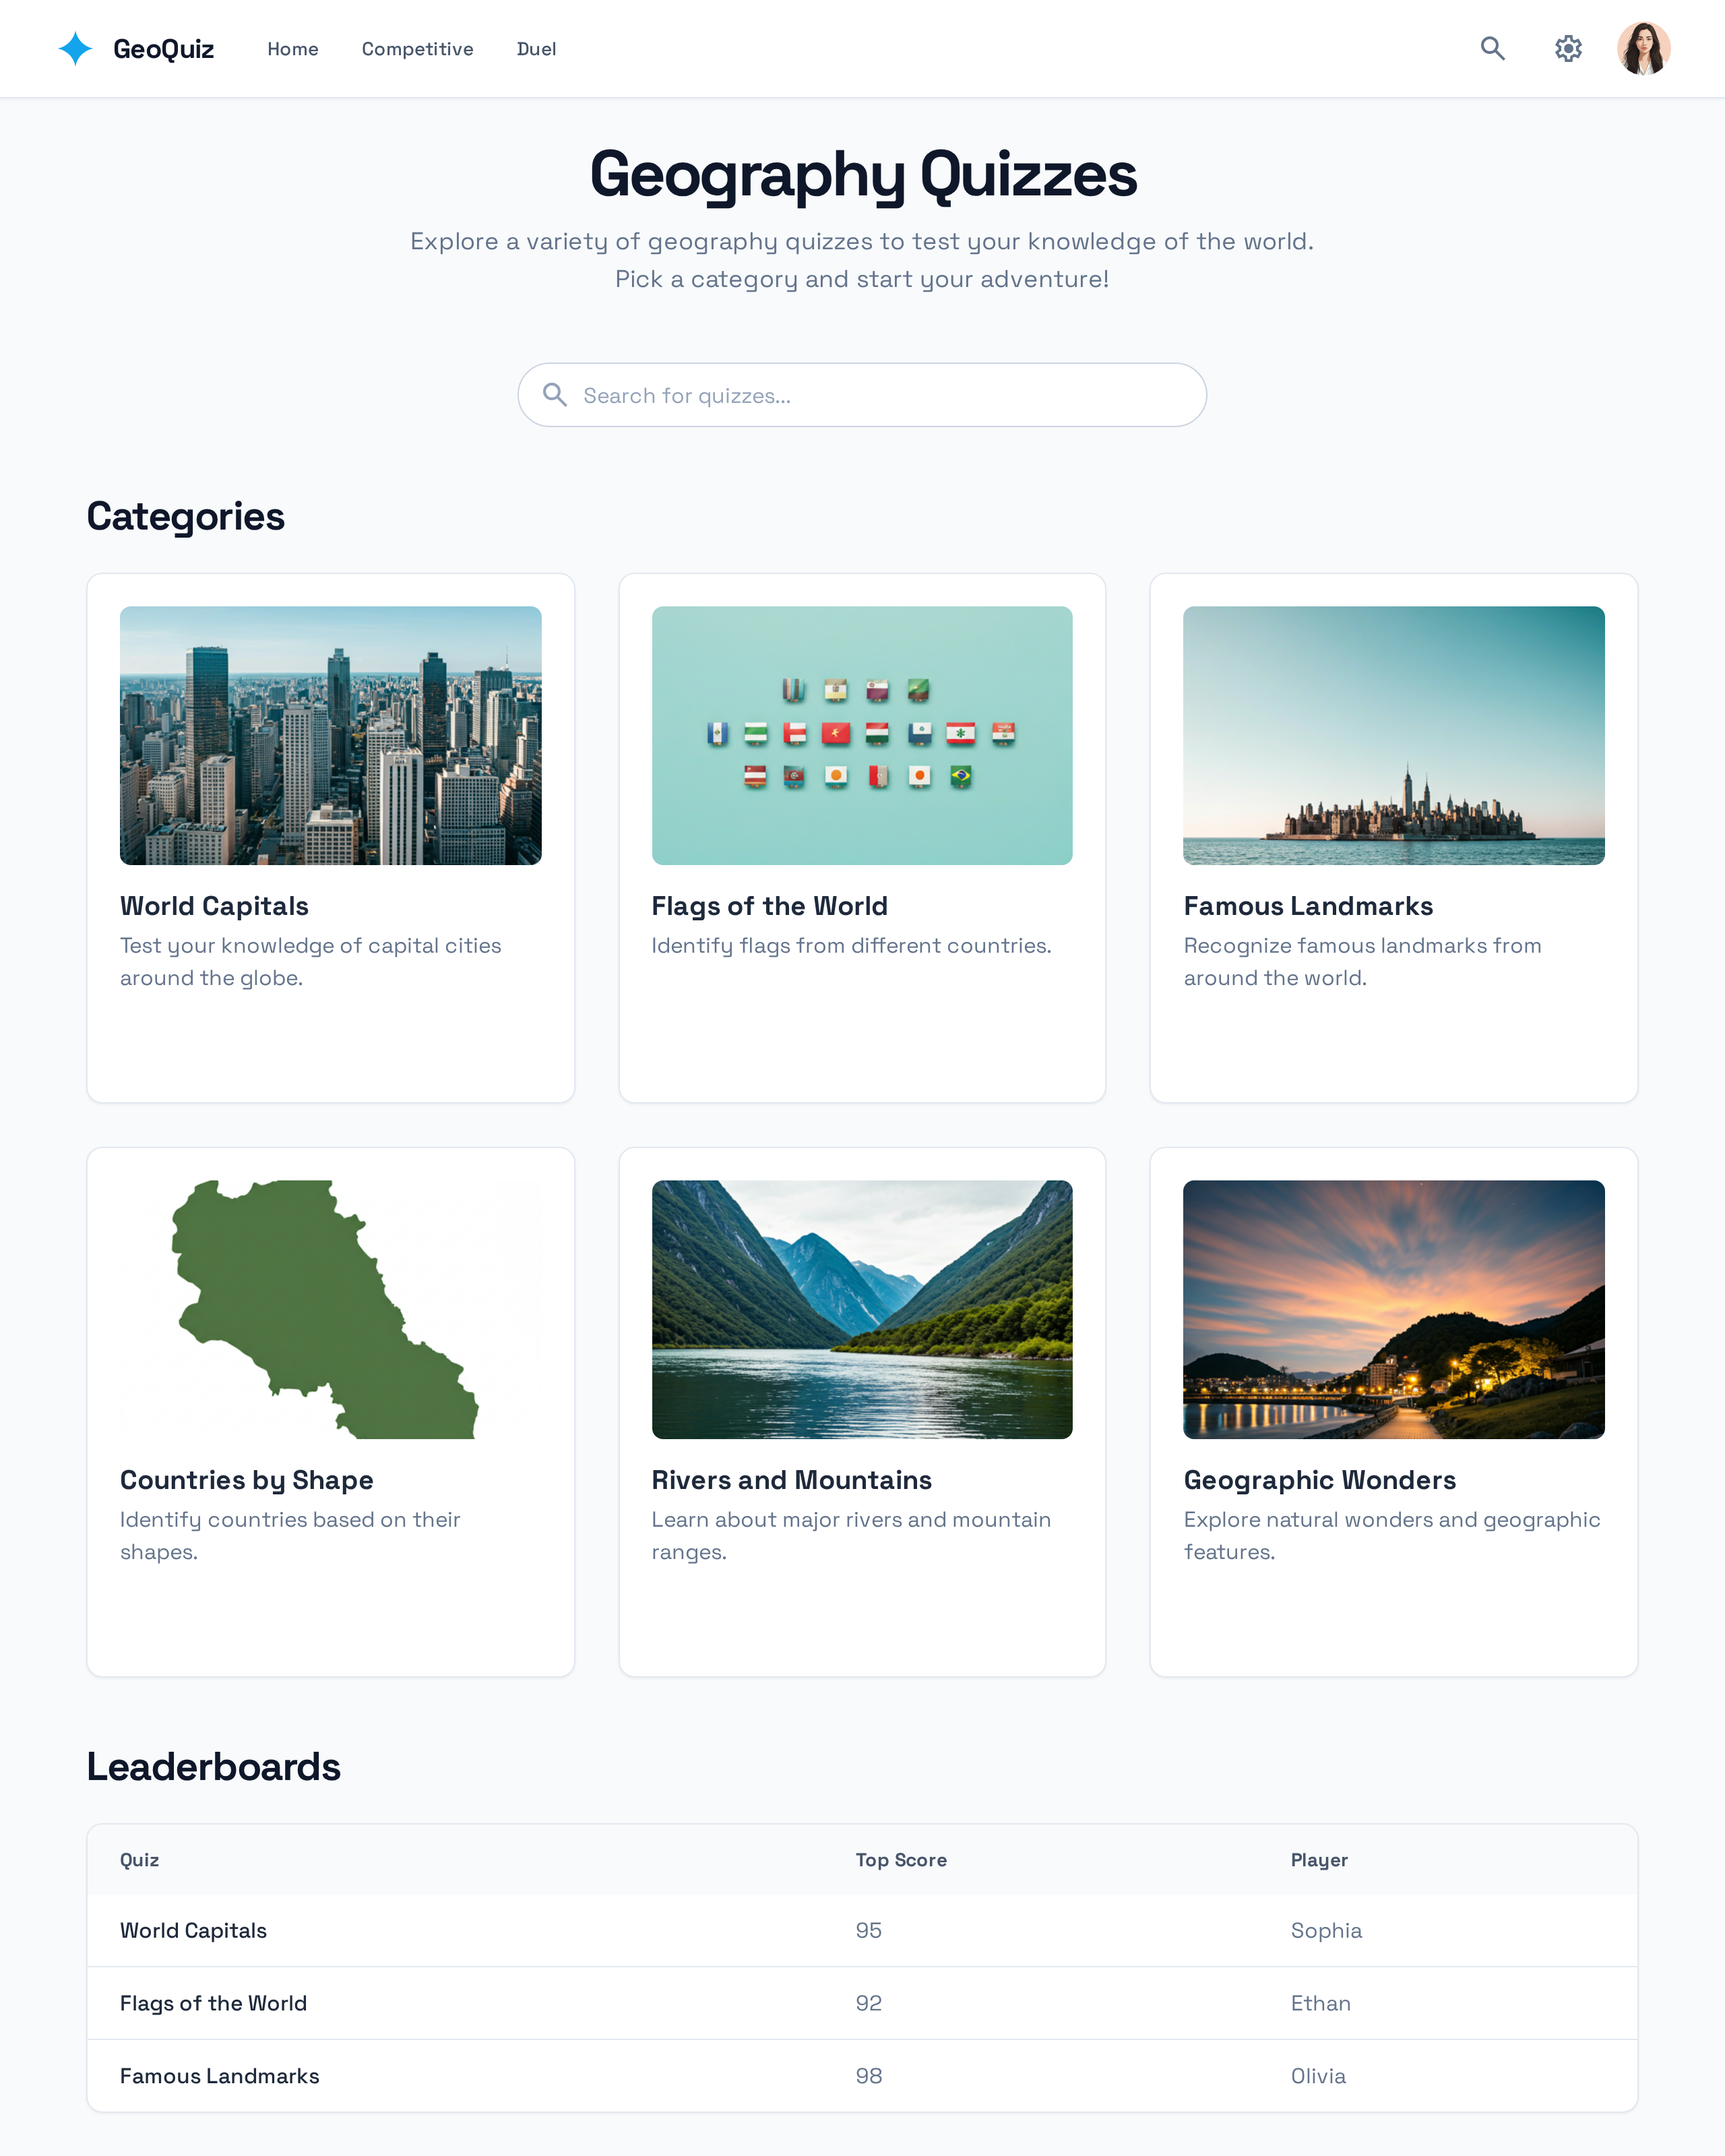 GeoQuiz
Home
Competitive
Duel
Geography Quizzes
Explore a variety of geography quizzes to test your knowledge of the world.
Pick a category and start your adventure!
Search for quizzes...
Categories
World Capitals
Test your knowledge of capital cities
around the globe.
Flags of the World
Identify flags from different countries.
Famous Landmarks
Recognize famous landmarks from
around the world.
Countries by Shape
Identify countries based on their
shapes.
Rivers and Mountains
Learn about major rivers and mountain
ranges.
Geographic Wonders
Explore natural wonders and geographic
features.
Leaderboards
Quiz Top Score Player
World Capitals 95 Sophia
Flags of the World 92 Ethan
Famous Landmarks 98 Olivia